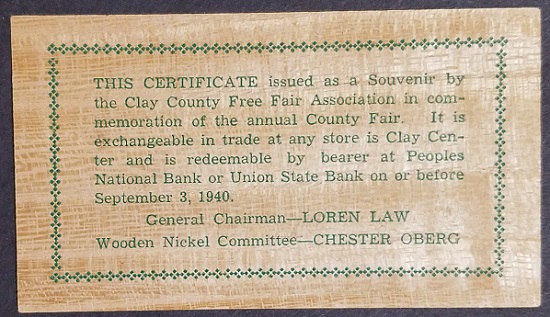 THIS CERTIFICATE issued as a Souvenir by
the Clay County Free Fair Association in com-
memoration of the annual County Fair. It is
exchangeable in trade at any store is Clay Cen-
ter and is redeemable by bearer at Peoples
National Bank or Union State Bank on or before
September 3, 1940.
General Chairman—LOREN LAW
Wooden Nickel Committee—CHESTER OBERG